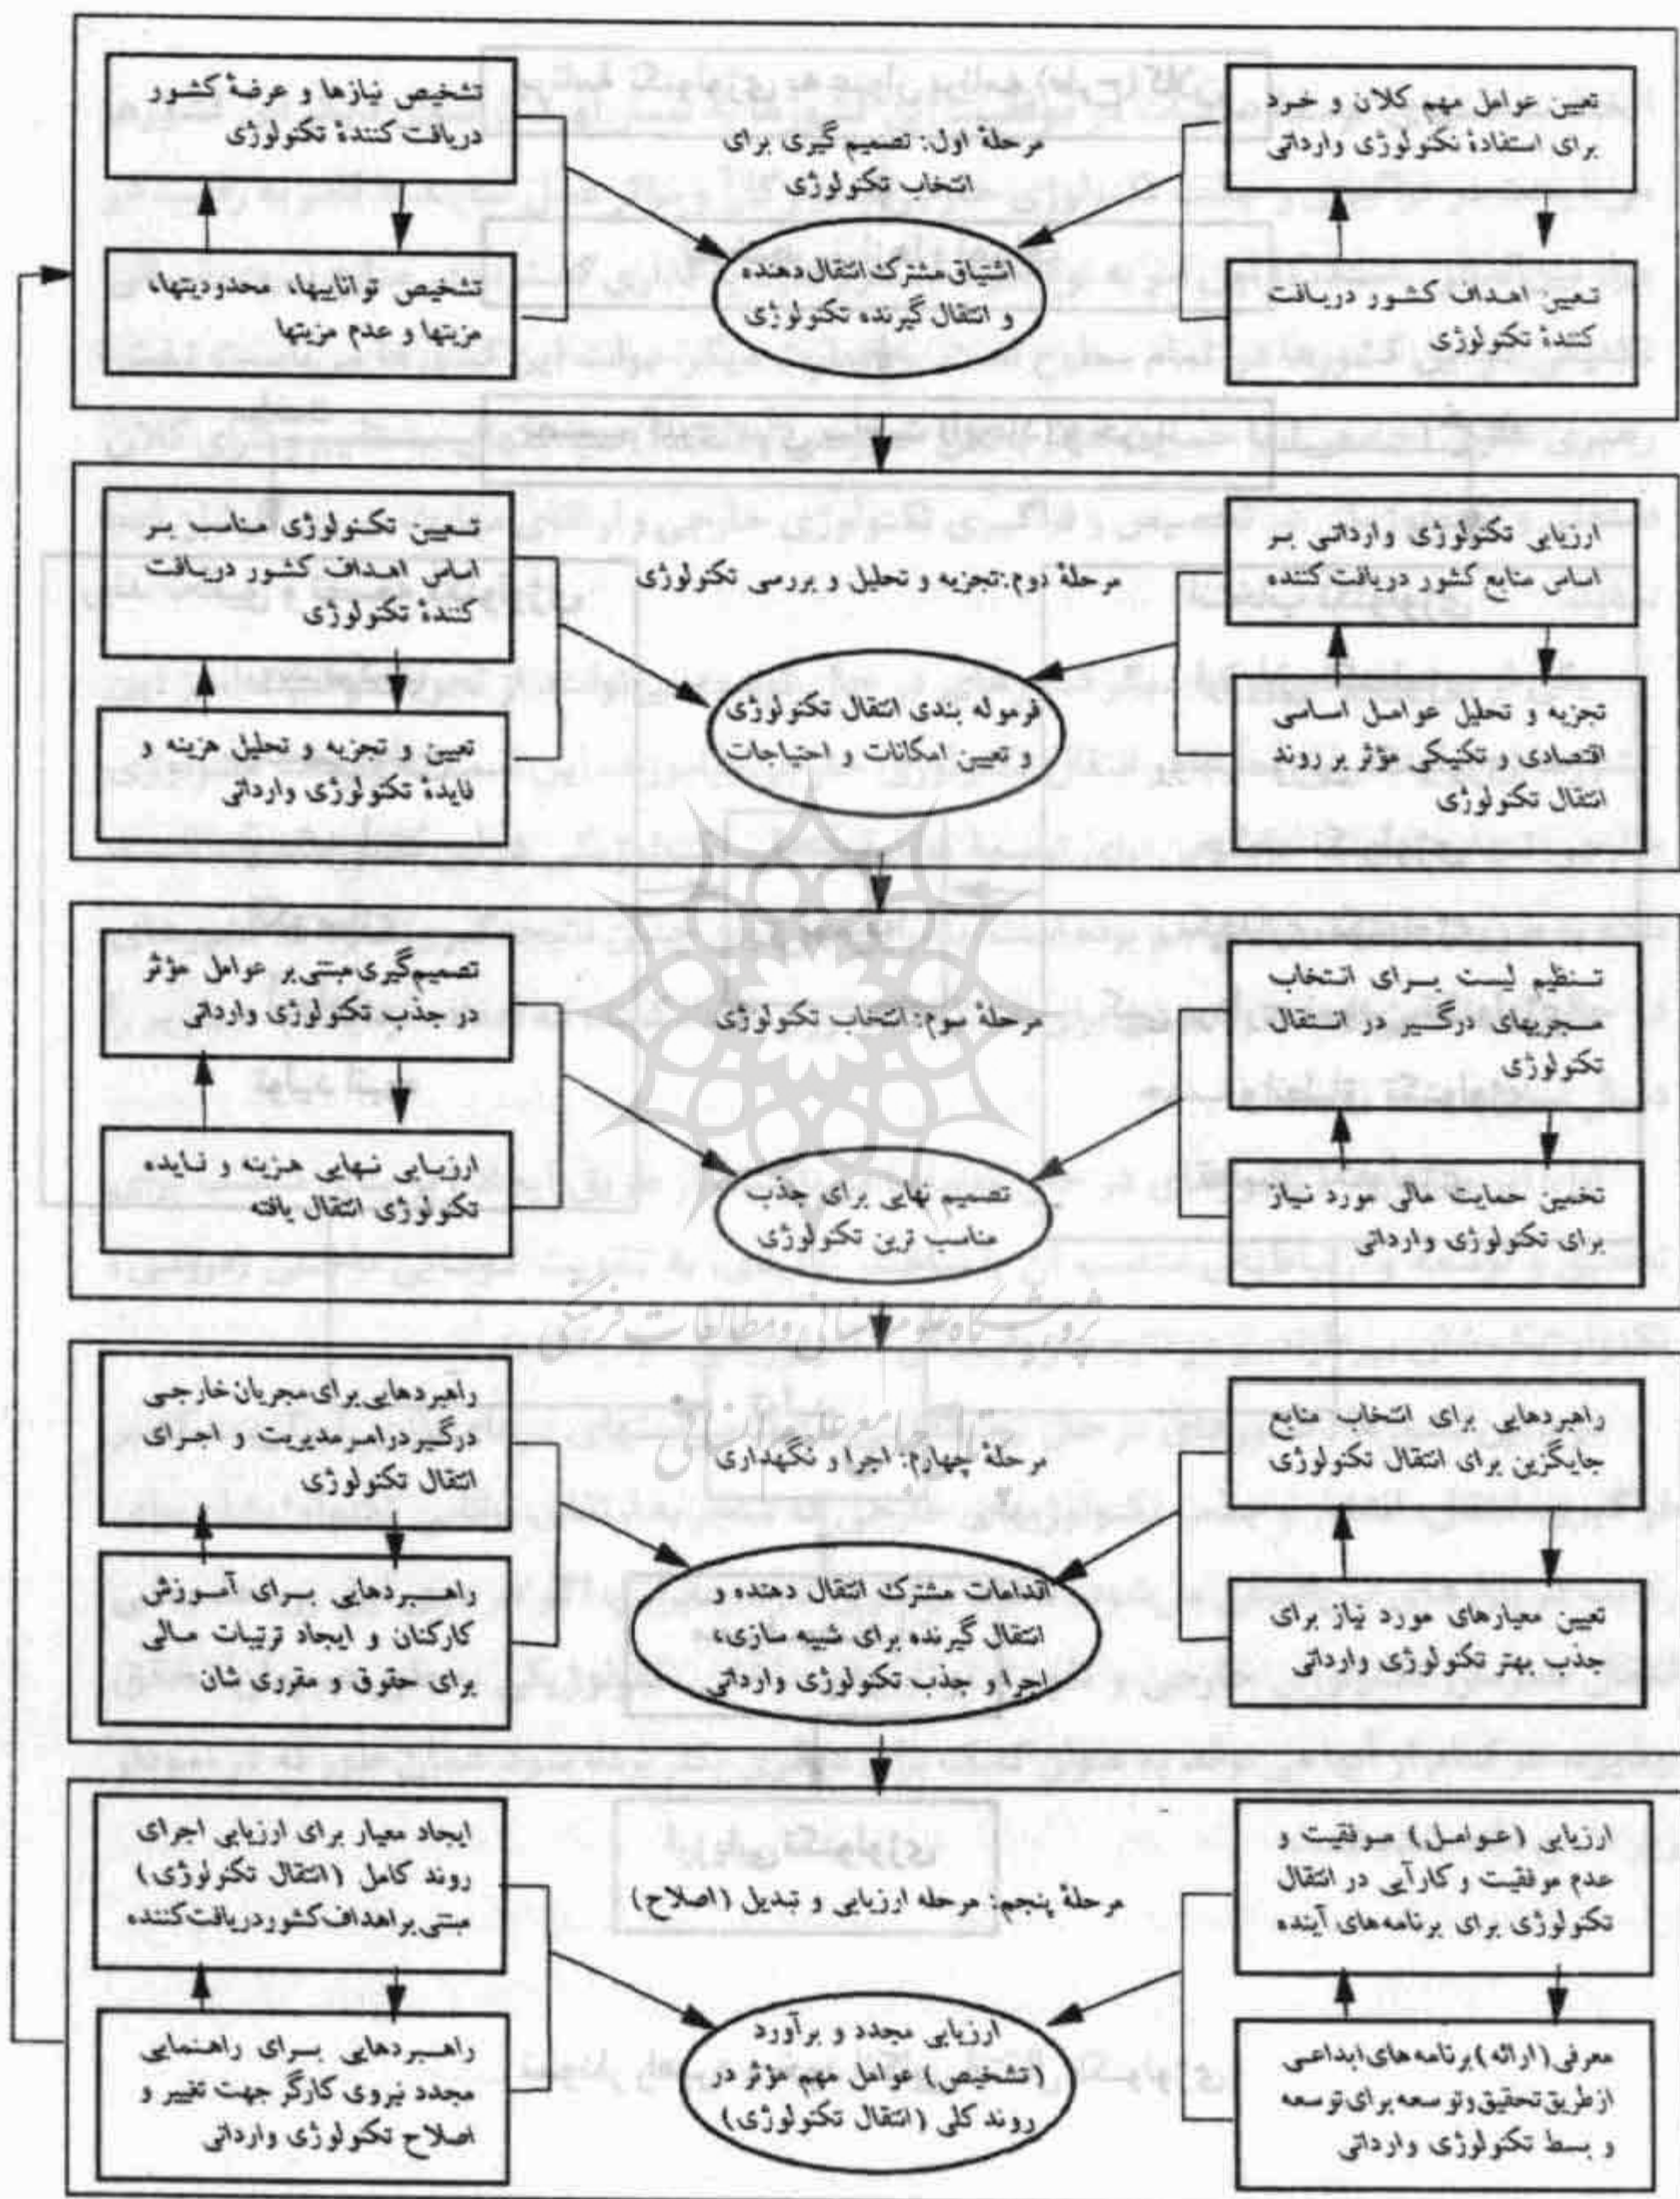 تعیین عوامل مهم کلان و خرد
برای استفادهٔ تکنولوژی وارداتی
تعیین اهداف کشور دریافت
کنندهٔ تکنولوژی
مرحلهٔ اول: تصمیم گیری برای
انتخاب تکنولوژی
اشتیاق مشترک انتقال دهنده
و انتقال گیرنده تکنولوژی
تشخیص نیازها و عرضهٔ کشور
دریافت کنندهٔ تکنولوژی
تشخیص تواناییها، محدودیتها،
مزیتها و عدم مزیتها
ارزیابی تکنولوژی وارداتی بر
اساس منابع کشور دریافت کننده
تجزیه و تحلیل عوامل اساسی
اقتصادی و تکنیکی مؤثر بر روند
انتقال تکنولوژی
مرحلهٔ دوم: تجزیه و تحلیل و بررسی تکنولوژی
فرموله بندی انتقال تکنولوژی
و تعیین امکانات و احتیاجات
تعیین تکنولوژی مناسب بر
اساس اهداف کشور دریافت
کنندهٔ تکنولوژی
تعیین و تجزیه و تحلیل هزینه و
فایدهٔ تکنولوژی وارداتی
تنظیم لیست برای انتخاب
مجریهای درگیر در انتقال
تکنولوژی
تخمین حمایت مالی مورد نیاز
برای تکنولوژی وارداتی
مرحلهٔ سوم: انتخاب تکنولوژی
تصمیم نهایی برای جذب
مناسب ترین تکنولوژی
تصمیم‌گیری مبتنی بر عوامل مؤثر
در جذب تکنولوژی وارداتی
ارزیابی نهایی هزینه و فایده
تکنولوژی انتقال یافته
پژوهشگاه علوم انسانی و مطالعات فرهنگی
پرتال جامع علوم انسانی
راهبردهایی برای انتخاب منابع
جایگزین برای انتقال تکنولوژی
تعیین معیارهای مورد نیاز برای
جذب بهتر تکنولوژی وارداتی
مرحلهٔ چهارم: اجرا و نگهداری
اقدامات مشترک انتقال دهنده و
انتقال گیرنده برای شبیه سازی،
اجرا و جذب تکنولوژی وارداتی
راهبردهایی برای مجریان خارجی
درگیر در امر مدیریت و اجرای
انتقال تکنولوژی
راهبردهایی برای آموزش
کارکنان و ایجاد ترتیبات مالی
برای حقوق و مقرری شان
ارزیابی (عوامل) موفقیت و
عدم موفقیت و کارآیی در انتقال
تکنولوژی برای برنامه‌های آینده
معرفی (ارائه) برنامه‌های ابداعی
از طریق تحقیق و توسعه برای توسعه
و بسط تکنولوژی وارداتی
مرحلهٔ پنجم: مرحله ارزیابی و تبدیل (اصلاح)
ارزیابی مجدد و برآورد
(تشخیص) عوامل مهم مؤثر در
روند کلی (انتقال تکنولوژی)
ایجاد معیار برای ارزیابی اجرای
روند کامل (انتقال تکنولوژی)
مبتنی بر اهداف کشور دریافت کننده
راهبردهایی برای راهنمایی
مجدد نیروی کارگر جهت تغییر و
اصلاح تکنولوژی وارداتی